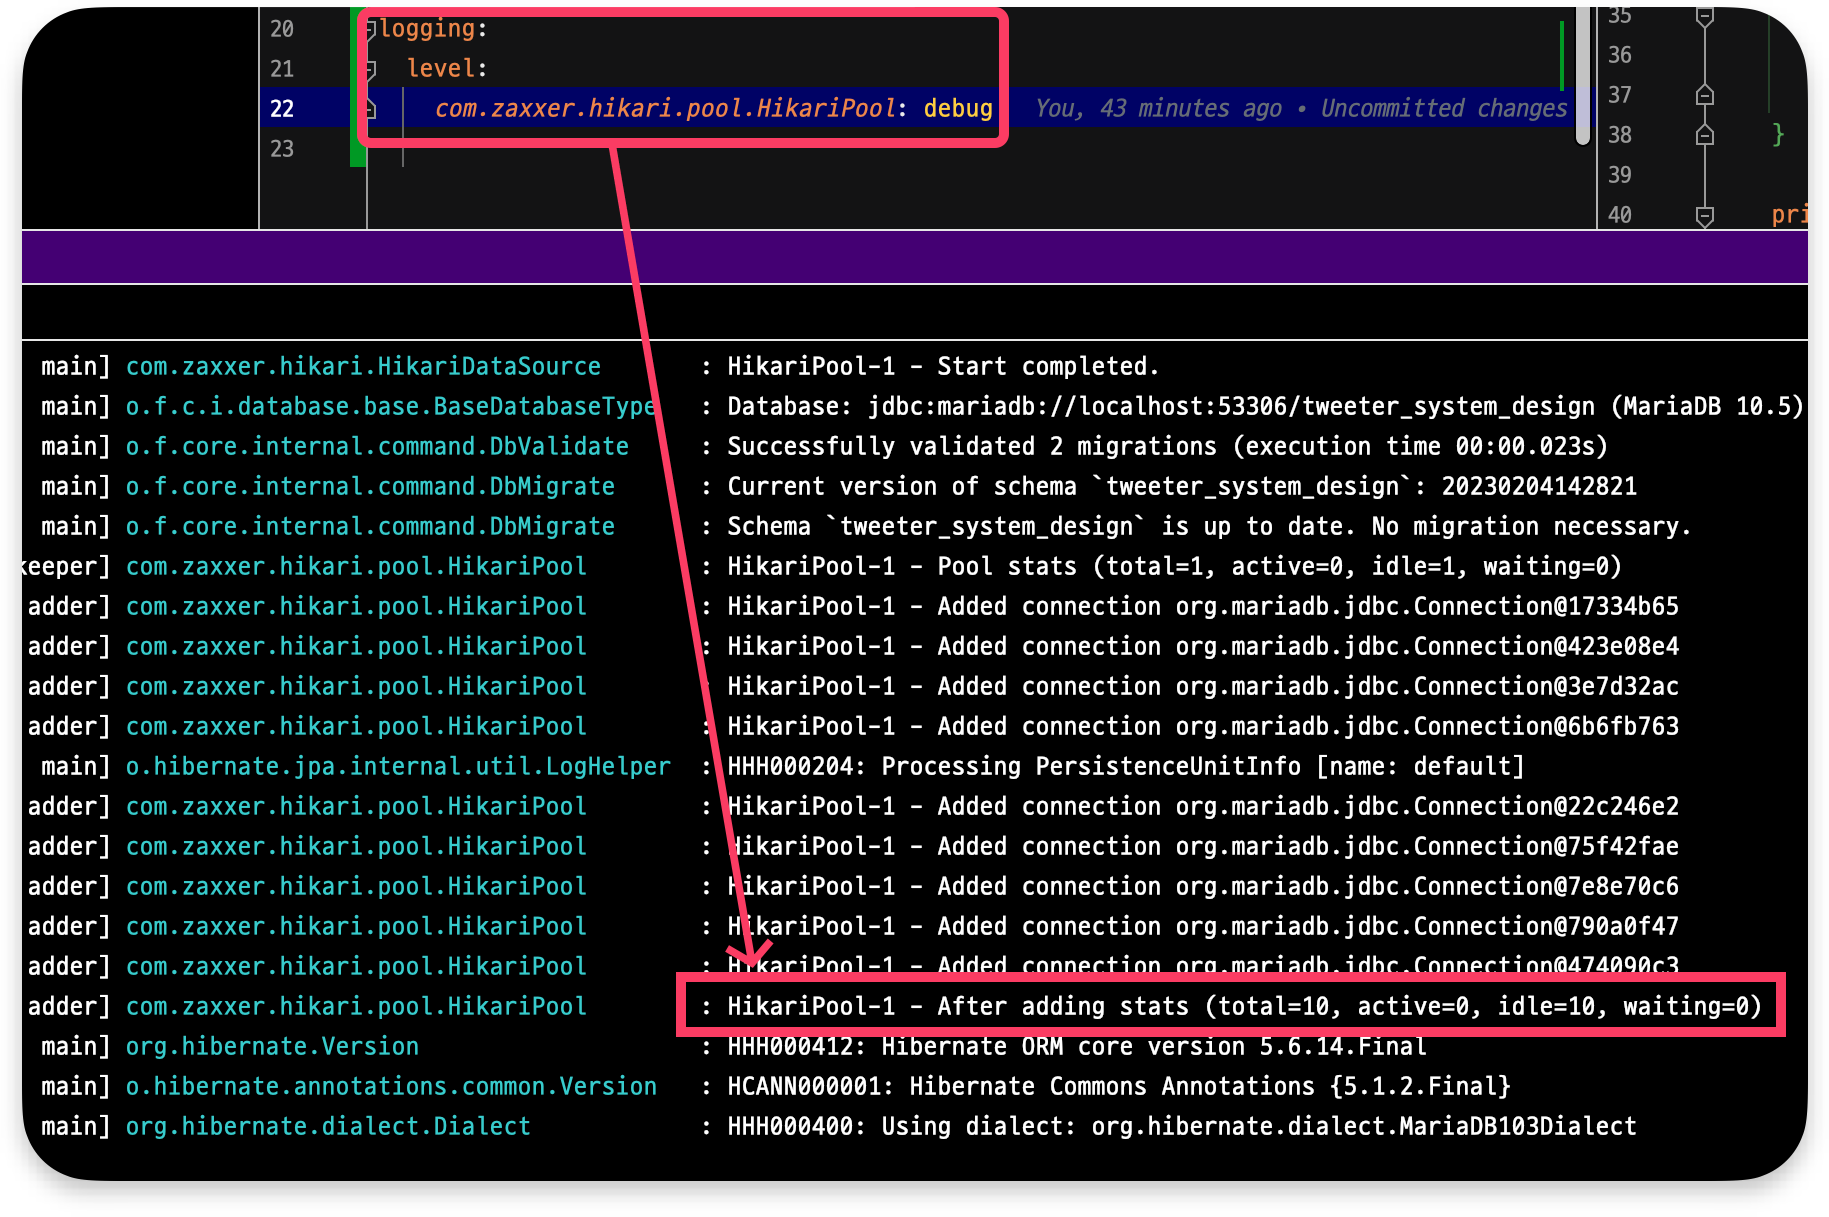 20 logging:
21 level:
22 com.zaxxer.hikari.pool.HikariPool: debug You, 43 minutes ago • Uncommitted changes
23
35
36
37
38 }
39
40 pri
main] com.zaxxer.hikari.HikariDataSource : HikariPool-1 - Start completed.
main] o.f.c.i.database.base.BaseDatabaseType : Database: jdbc:mariadb://localhost:53306/tweeter_system_design (MariaDB 10.5)
main] o.f.core.internal.command.DbValidate : Successfully validated 2 migrations (execution time 00:00.023s)
main] o.f.core.internal.command.DbMigrate : Current version of schema `tweeter_system_design`: 20230204142821
main] o.f.core.internal.command.DbMigrate : Schema `tweeter_system_design` is up to date. No migration necessary.
keeper] com.zaxxer.hikari.pool.HikariPool : HikariPool-1 - Pool stats (total=1, active=0, idle=1, waiting=0)
adder] com.zaxxer.hikari.pool.HikariPool : HikariPool-1 - Added connection org.mariadb.jdbc.Connection@17334b65
adder] com.zaxxer.hikari.pool.HikariPool : HikariPool-1 - Added connection org.mariadb.jdbc.Connection@423e08e4
adder] com.zaxxer.hikari.pool.HikariPool : HikariPool-1 - Added connection org.mariadb.jdbc.Connection@3e7d32ac
adder] com.zaxxer.hikari.pool.HikariPool : HikariPool-1 - Added connection org.mariadb.jdbc.Connection@6b6fb763
main] o.hibernate.jpa.internal.util.LogHelper : HHH000204: Processing PersistenceUnitInfo [name: default]
adder] com.zaxxer.hikari.pool.HikariPool : HikariPool-1 - Added connection org.mariadb.jdbc.Connection@22c246e2
adder] com.zaxxer.hikari.pool.HikariPool : HikariPool-1 - Added connection org.mariadb.jdbc.Connection@75f42fae
adder] com.zaxxer.hikari.pool.HikariPool : HikariPool-1 - Added connection org.mariadb.jdbc.Connection@7e8e70c6
adder] com.zaxxer.hikari.pool.HikariPool : HikariPool-1 - Added connection org.mariadb.jdbc.Connection@790a0f47
adder] com.zaxxer.hikari.pool.HikariPool : HikariPool-1 - Added connection org.mariadb.jdbc.Connection@474090c3
adder] com.zaxxer.hikari.pool.HikariPool : HikariPool-1 - After adding stats (total=10, active=0, idle=10, waiting=0)
main] org.hibernate.Version : HHH000412: Hibernate ORM core version 5.6.14.Final
main] o.hibernate.annotations.common.Version : HCANN000001: Hibernate Commons Annotations {5.1.2.Final}
main] org.hibernate.dialect.Dialect : HHH000400: Using dialect: org.hibernate.dialect.MariaDB103Dialect